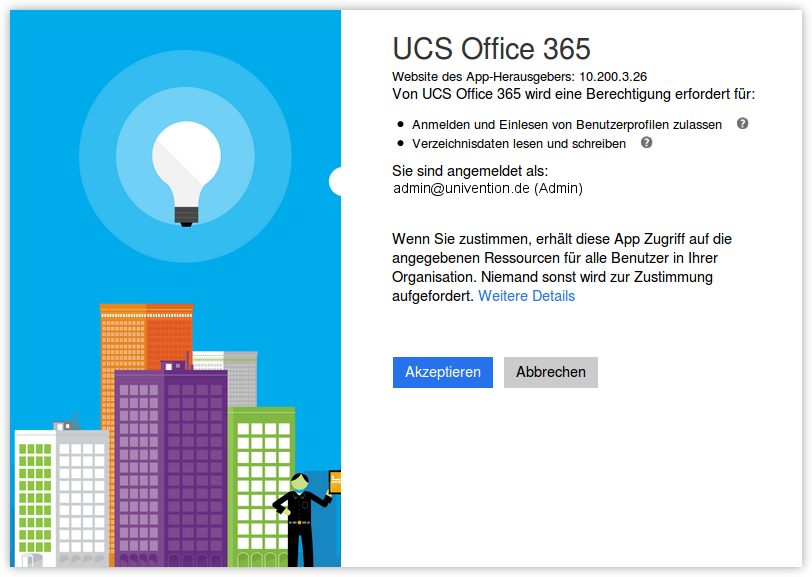 UCS Office 365
Website des App-Herausgebers: 10.200.3.26
Von UCS Office 365 wird eine Berechtigung erfordert für:
Anmelden und Einlesen von Benutzerprofilen zulassen
Verzeichnisdaten lesen und schreiben
Sie sind angemeldet als:
admin@univention.de (Admin)
Wenn Sie zustimmen, erhält diese App Zugriff auf die
angegebenen Ressourcen für alle Benutzer in Ihrer
Organisation. Niemand sonst wird zur Zustimmung
aufgefordert. Weitere Details
Akzeptieren Abbrechen